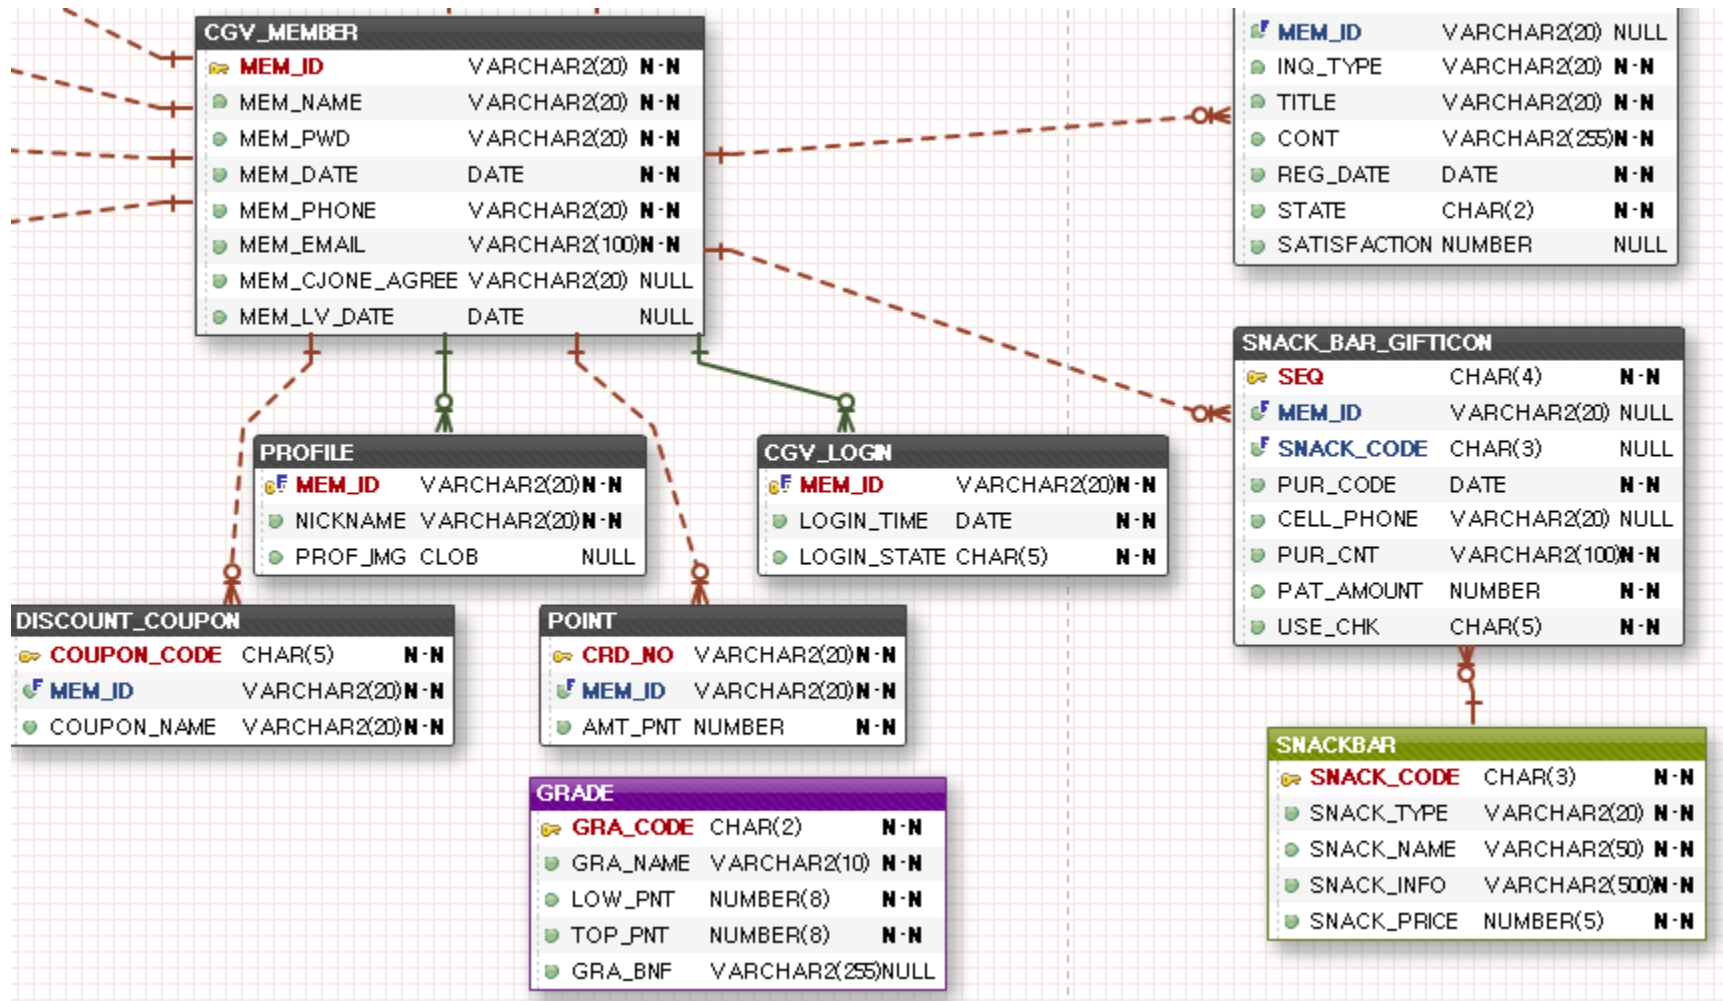 CGV_MEMBER
MEM_ID VARCHAR2(20) N-N
MEM_NAME VARCHAR2(20) N-N
MEM_PWD VARCHAR2(20) N-N
MEM_DATE DATE N-N
MEM_PHONE VARCHAR2(20) N-N
MEM_EMAIL VARCHAR2(100) N-N
MEM_CJONE_AGREE VARCHAR2(20) NULL
MEM_LV_DATE DATE NULL
MEM_ID VARCHAR2(20) NULL
INQ_TYPE VARCHAR2(20) N-N
TITLE VARCHAR2(20) N-N
CONT VARCHAR2(255) N-N
REG_DATE DATE N-N
STATE CHAR(2) N-N
SATISFACTION NUMBER NULL
SNACK_BAR_GIFTICON
SEQ CHAR(4) N-N
MEM_ID VARCHAR2(20) NULL
SNACK_CODE CHAR(3) NULL
PUR_CODE DATE N-N
CELL_PHONE VARCHAR2(20) NULL
PUR_CNT VARCHAR2(100) N-N
PAT_AMOUNT NUMBER N-N
USE_CHK CHAR(5) N-N
PROFILE
MEM_ID VARCHAR2(20) N-N
NICKNAME VARCHAR2(20) N-N
PROF_IMG CLOB NULL
CGV_LOGIN
MEM_ID VARCHAR2(20) N-N
LOGIN_TIME DATE N-N
LOGIN_STATE CHAR(5) N-N
DISCOUNT_COUPON
COUPON_CODE CHAR(5) N-N
MEM_ID VARCHAR2(20) N-N
COUPON_NAME VARCHAR2(20) N-N
POINT
CRD_NO VARCHAR2(20) N-N
MEM_ID VARCHAR2(20) N-N
AMT_PNT NUMBER N-N
GRADE
GRA_CODE CHAR(2) N-N
GRA_NAME VARCHAR2(10) N-N
LOW_PNT NUMBER(8) N-N
TOP_PNT NUMBER(8) N-N
GRA_BNF VARCHAR2(255) NULL
SNACKBAR
SNACK_CODE CHAR(3) N-N
SNACK_TYPE VARCHAR2(20) N-N
SNACK_NAME VARCHAR2(50) N-N
SNACK_INFO VARCHAR2(500) N-N
SNACK_PRICE NUMBER(5) N-N